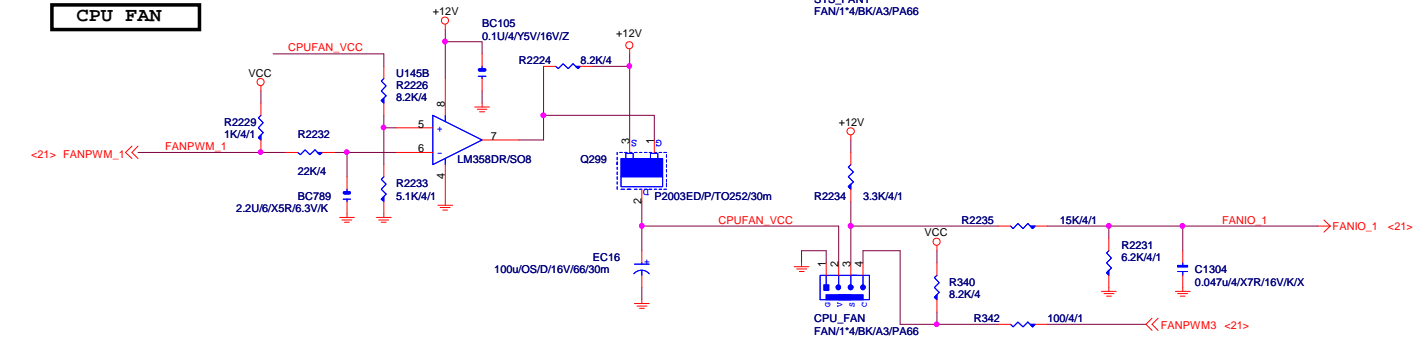 CPU FAN
+12V
FAN/1*4/BK/A3/PA66
BC105
0.1U/4/Y5V/16V/Z
+12V
CPUFAN_VCC
R2224
8.2K/4
VCC
U145B
R2226
8.2K/4
8
R2229
1K/4/1
R2232
5
+
7
3
S
1
G
+12V
<21>
FANPWM_1
FANPWM_1
6
-
LM358DR/SO8
Q299
22K/4
4
R2233
5.1K/4/1
BC789
2.2U/6/X5R/6.3V/K
D
P2003ED/P/TO252/30m
2
R2234
3.3K/4/1
CPUFAN_VCC
R2235
15K/4/1
FANIO_1
FANIO_1
<21>
VCC
EC16
100u/OS/D/16V/66/30m
+
1
2
3
4
R2231
6.2K/4/1
C1304
0.047u/4/X7R/16V/K/X
R340
8.2K/4
G
V
S
C
CPU_FAN
FAN/1*4/BK/A3/PA66
R342
100/4/1
FANPWM3
<21>